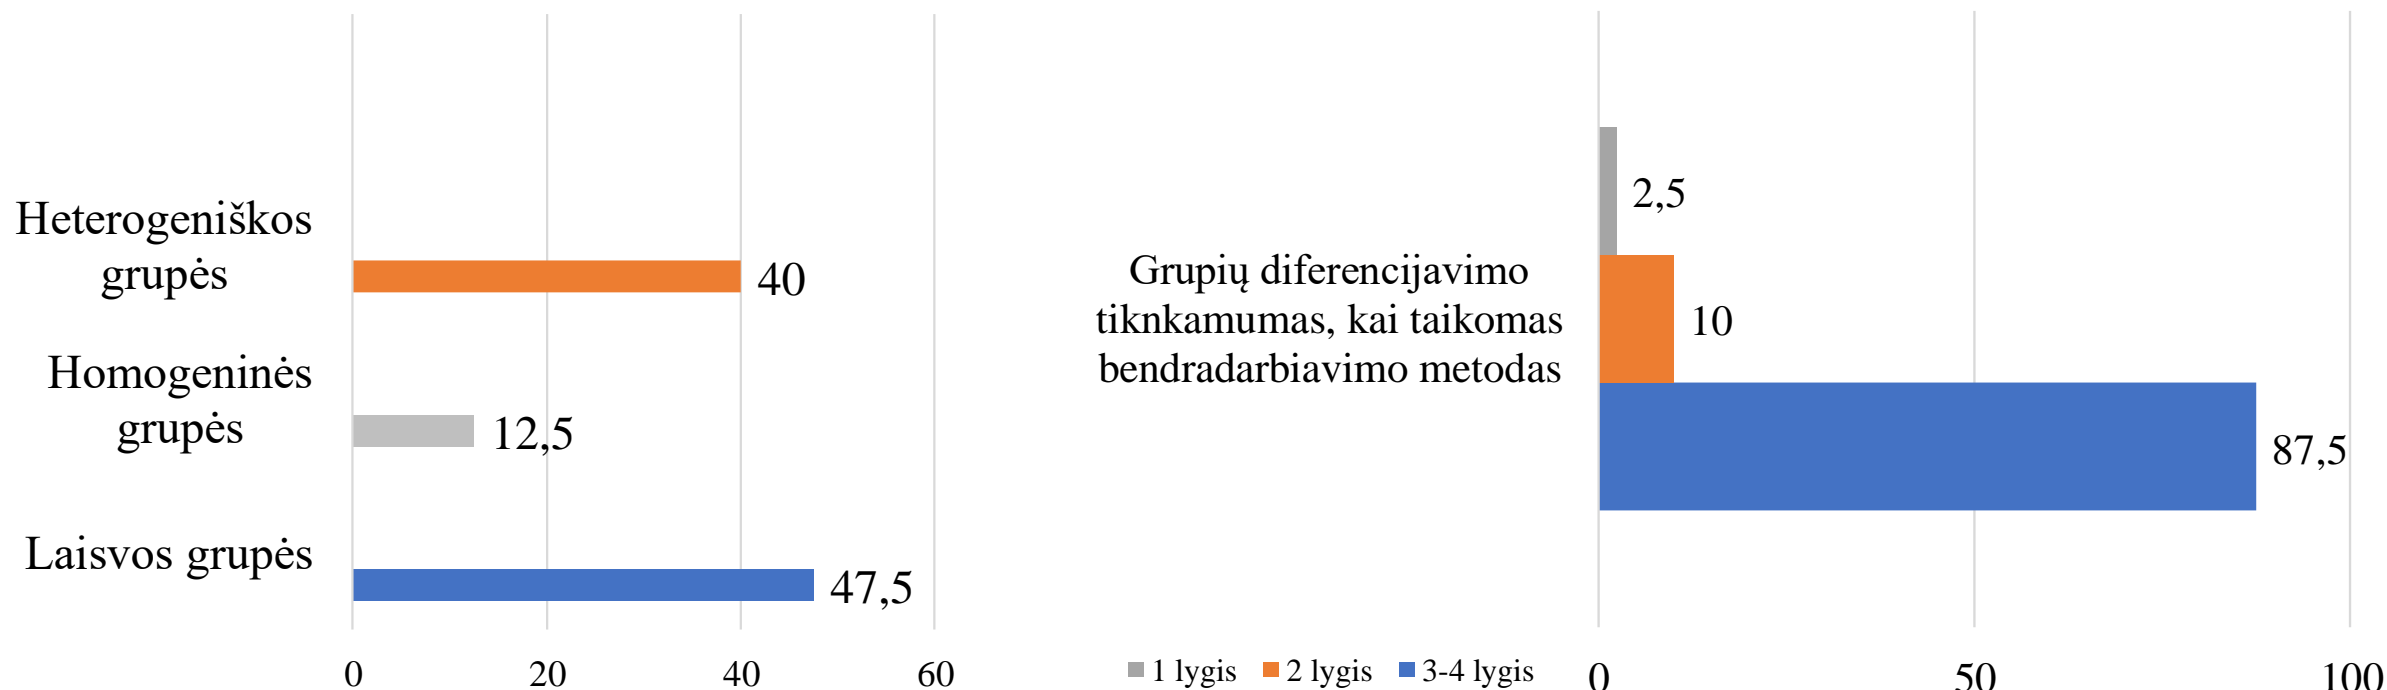 Heterogeniškos
grupės
40
Homogeninės
grupės
12,5
Laisvos grupės
47,5
0 20 40 60
Grupių diferencijavimo
tiknkamumas, kai taikomas
bendradarbiavimo metodas
2,5
10
87,5
1 lygis 2 lygis 3-4 lygis
0 50 100